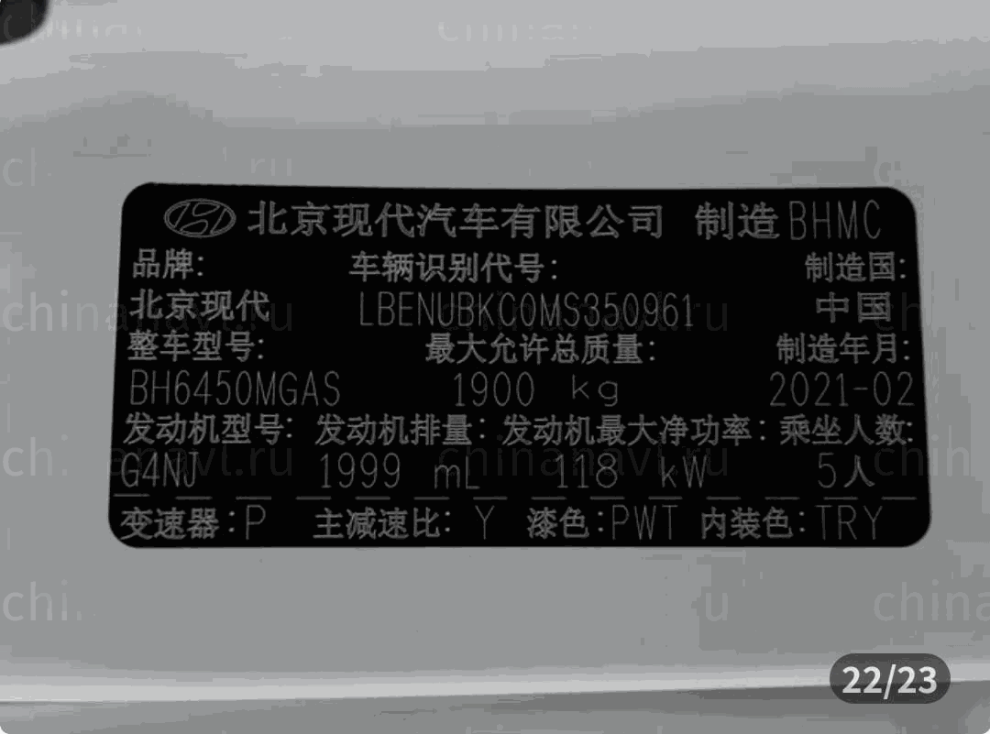 北京现代汽车有限公司 制造 BHMC
品牌: 车辆识别代号: 制造国:
北京现代 LBENUBKC0MS350961 中国
整车型号: 最大允许总质量: 制造年月:
BH6450MGAS 1900 kg 2021-02
发动机型号: 发动机排量: 发动机最大净功率: 乘坐人数:
G4NJ 1999 mL 118 kW 5人
变速器:P 主减速比: Y 漆色:PWT 内装色:TRY
22/23
chinanavi.ru